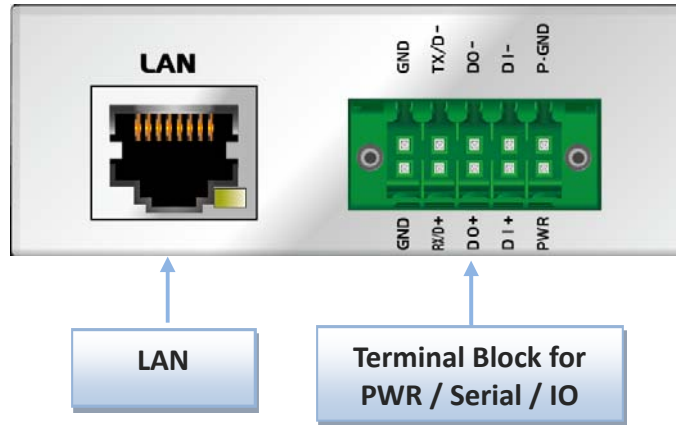 LAN
GND
TX/D-
DO-
DI-
P-GND
GND
RX/D+
DO+
DI+
PWR
LAN
Terminal Block for
PWR / Serial / IO